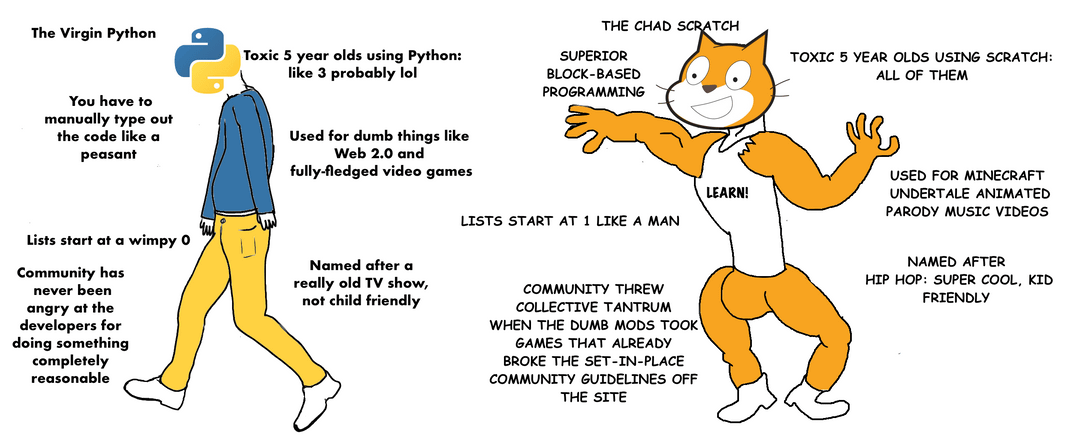 The Virgin Python
Toxic 5 year olds using Python:
like 3 probably lol
You have to
manually type out
the code like a
peasant
Used for dumb things like
Web 2.0 and
fully-fledged video games
Lists start at a wimpy 0
Named after a
really old TV show,
not child friendly
Community has
never been
angry at the
developers for
doing something
completely
reasonable
THE CHAD SCRATCH
SUPERIOR
BLOCK-BASED
PROGRAMMING
TOXIC 5 YEAR OLDS USING SCRATCH:
ALL OF THEM
LEARN!
USED FOR MINECRAFT
UNDERTALE ANIMATED
PARODY MUSIC VIDEOS
LISTS START AT 1 LIKE A MAN
NAMED AFTER
HIP HOP: SUPER COOL, KID
FRIENDLY
COMMUNITY THREW
COLLECTIVE TANTRUM
WHEN THE DUMB MODS TOOK
GAMES THAT ALREADY
BROKE THE SET-IN-PLACE
COMMUNITY GUIDELINES OFF
THE SITE